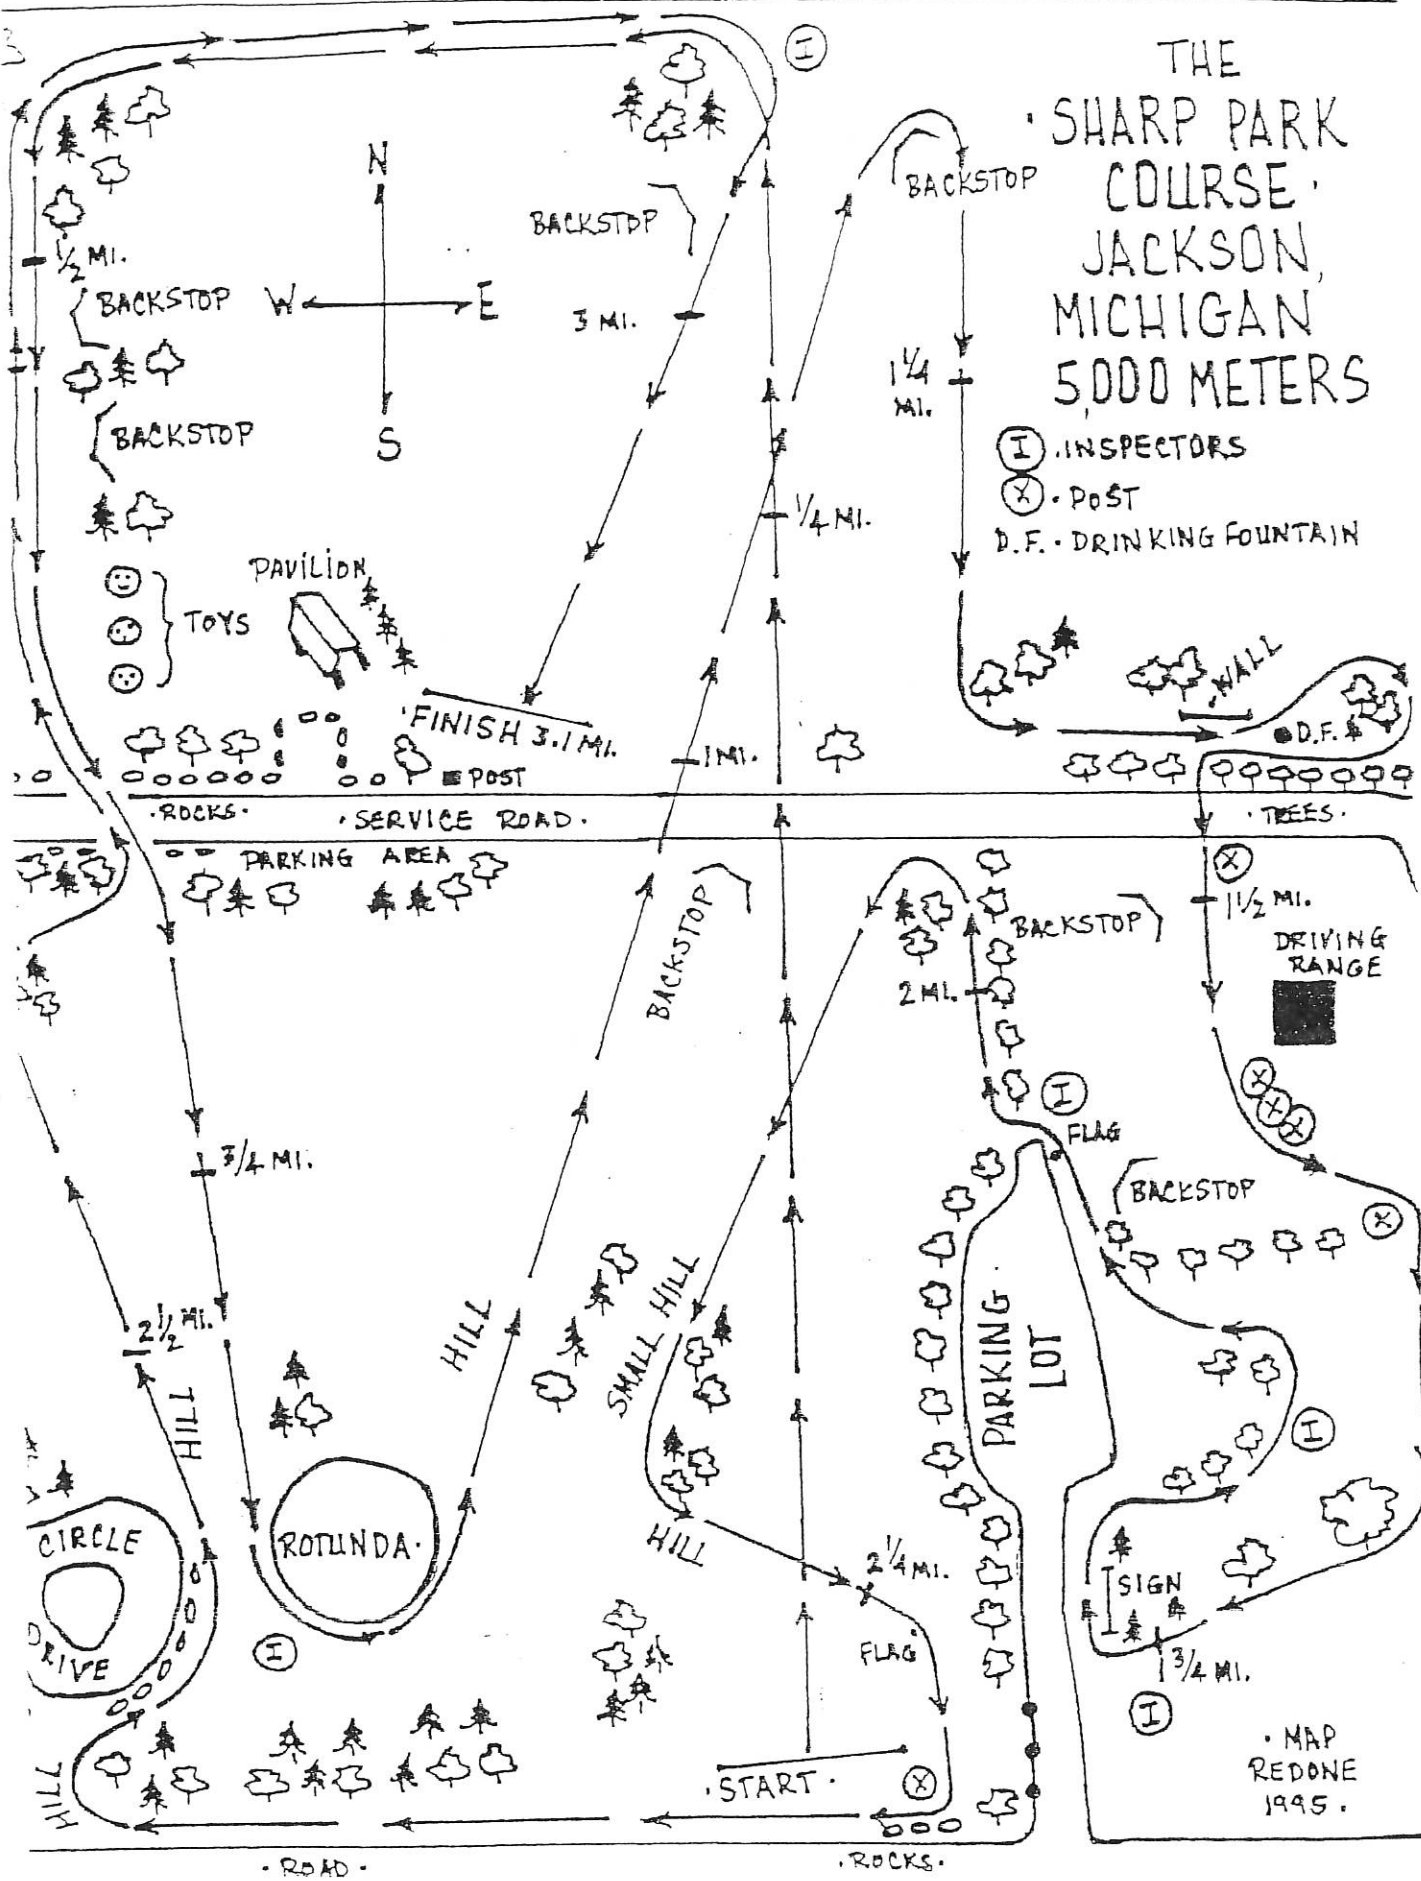 THE
· SHARP PARK
COURSE ·
JACKSON,
MICHIGAN
5,000 METERS
I · INSPECTORS
X · POST
D.F. · DRINKING FOUNTAIN
I
N
W E
S
BACKSTOP
BACKSTOP
1/2 MI.
BACKSTOP
3 MI.
1 1/4
MI.
BACKSTOP
1/4 MI.
PAVILION
TOYS
WALL
FINISH 3.1 MI.
1 MI.
D.F.
POST
· ROCKS ·
· SERVICE ROAD ·
· TREES ·
PARKING AREA
X
BACKSTOP
BACKSTOP
1 1/2 MI.
DRIVING
RANGE
2 MI.
X
X
X
I
FLAG
3/4 MI.
BACKSTOP
X
2 1/2 MI.
HILL
HILL
SMALL HILL
PARKING
LOT
I
CIRCLE
DRIVE
ROTUNDA ·
HILL
2 1/4 MI.
SIGN
I
FLAG
1 3/4 MI.
I
HILL
· START ·
X
· MAP
REDONE
1995 ·
· ROAD ·
· ROCKS ·